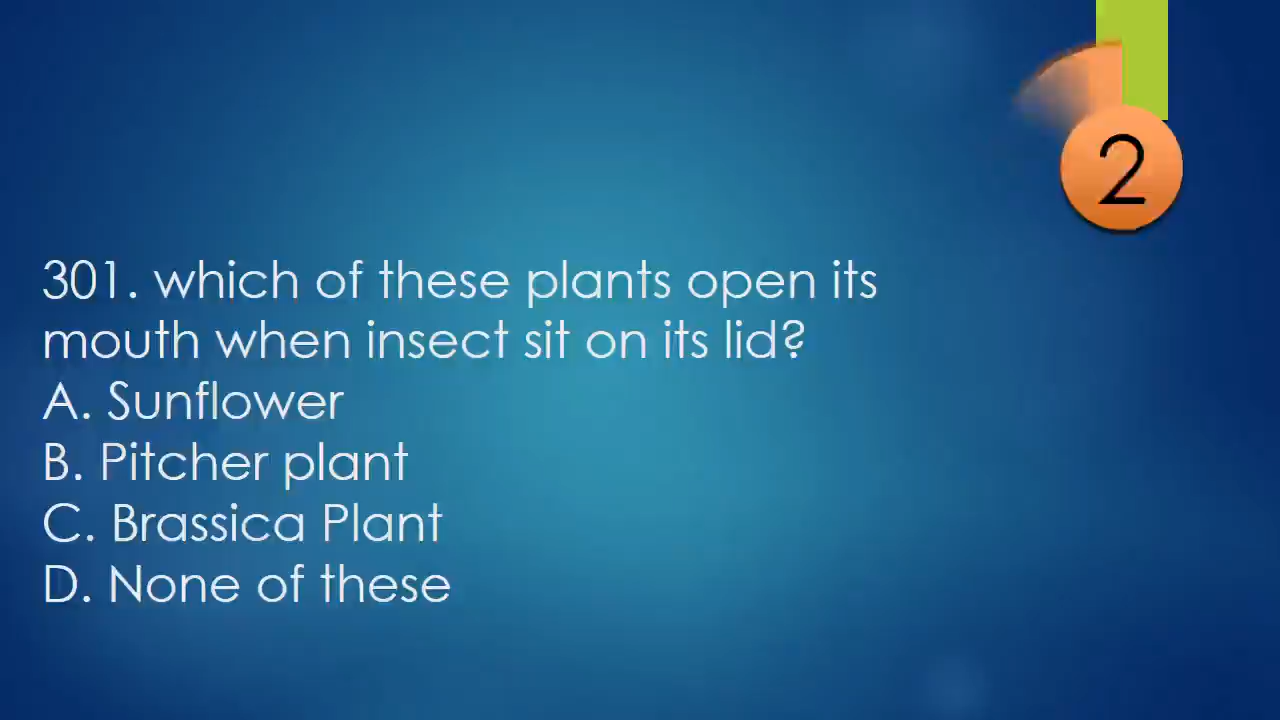 2
301. which of these plants open its
mouth when insect sit on its lid?
A. Sunflower
B. Pitcher plant
C. Brassica Plant
D. None of these